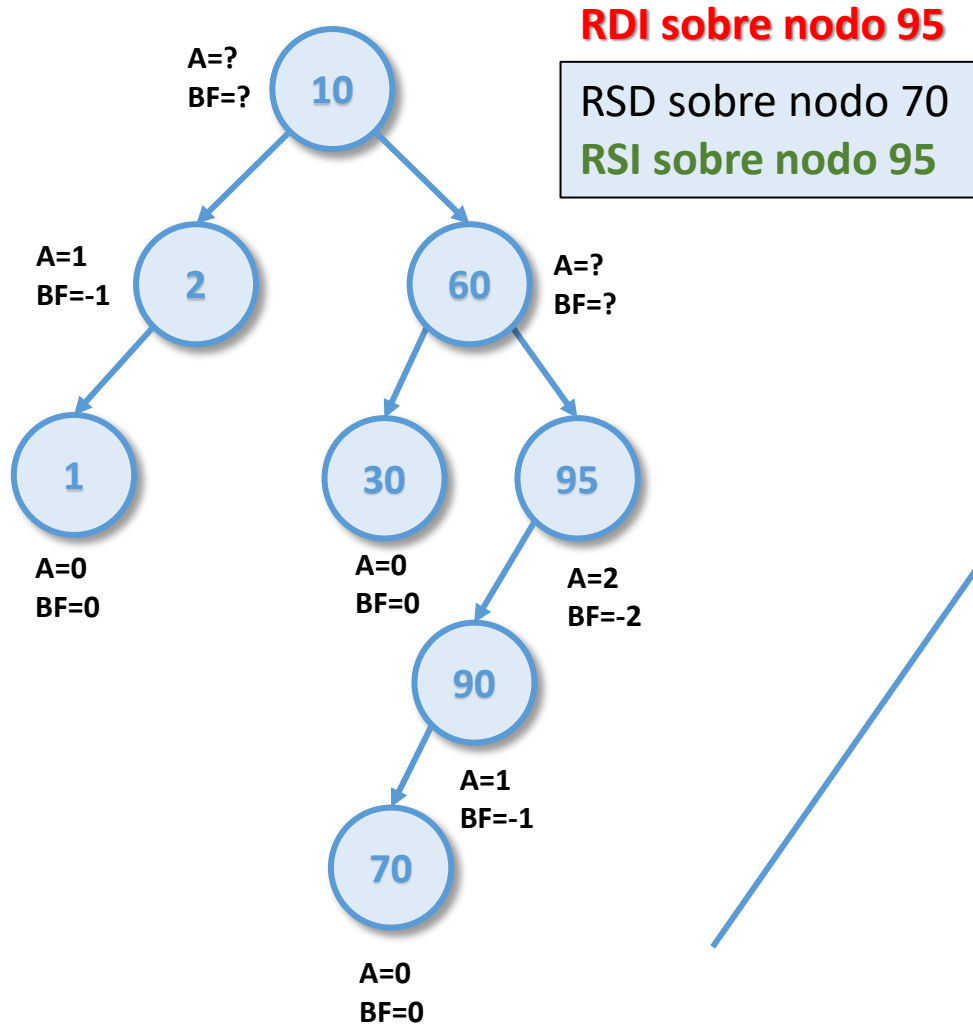 RDI sobre nodo 95
A=?
BF=?
10
RSD sobre nodo 70
RSI sobre nodo 95
A=1
BF=-1
2
60
A=?
BF=?
1
30
95
A=0
BF=0
A=0
BF=0
A=2
BF=-2
90
A=1
BF=-1
70
A=0
BF=0